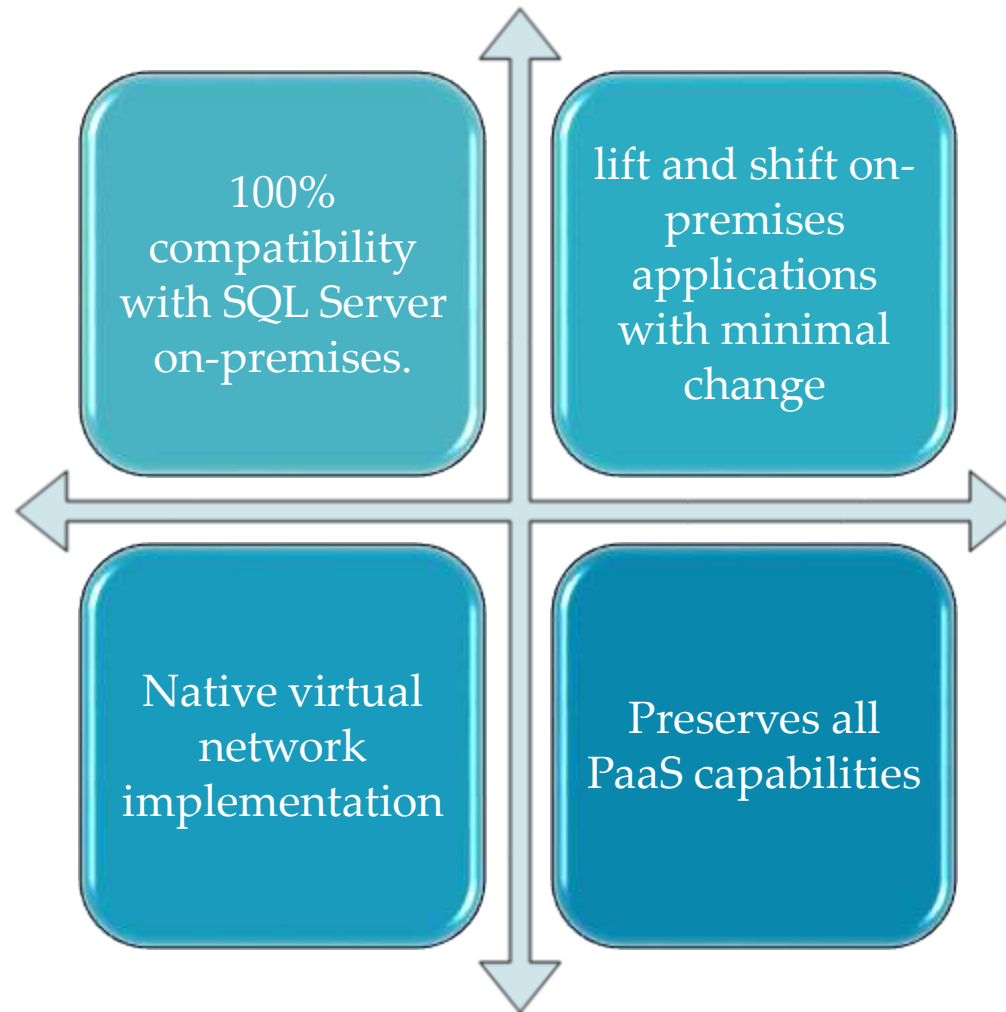 100%
compatibility
with SQL Server
on-premises.
lift and shift on-
premises
applications
with minimal
change
Native virtual
network
implementation
Preserves all
PaaS capabilities